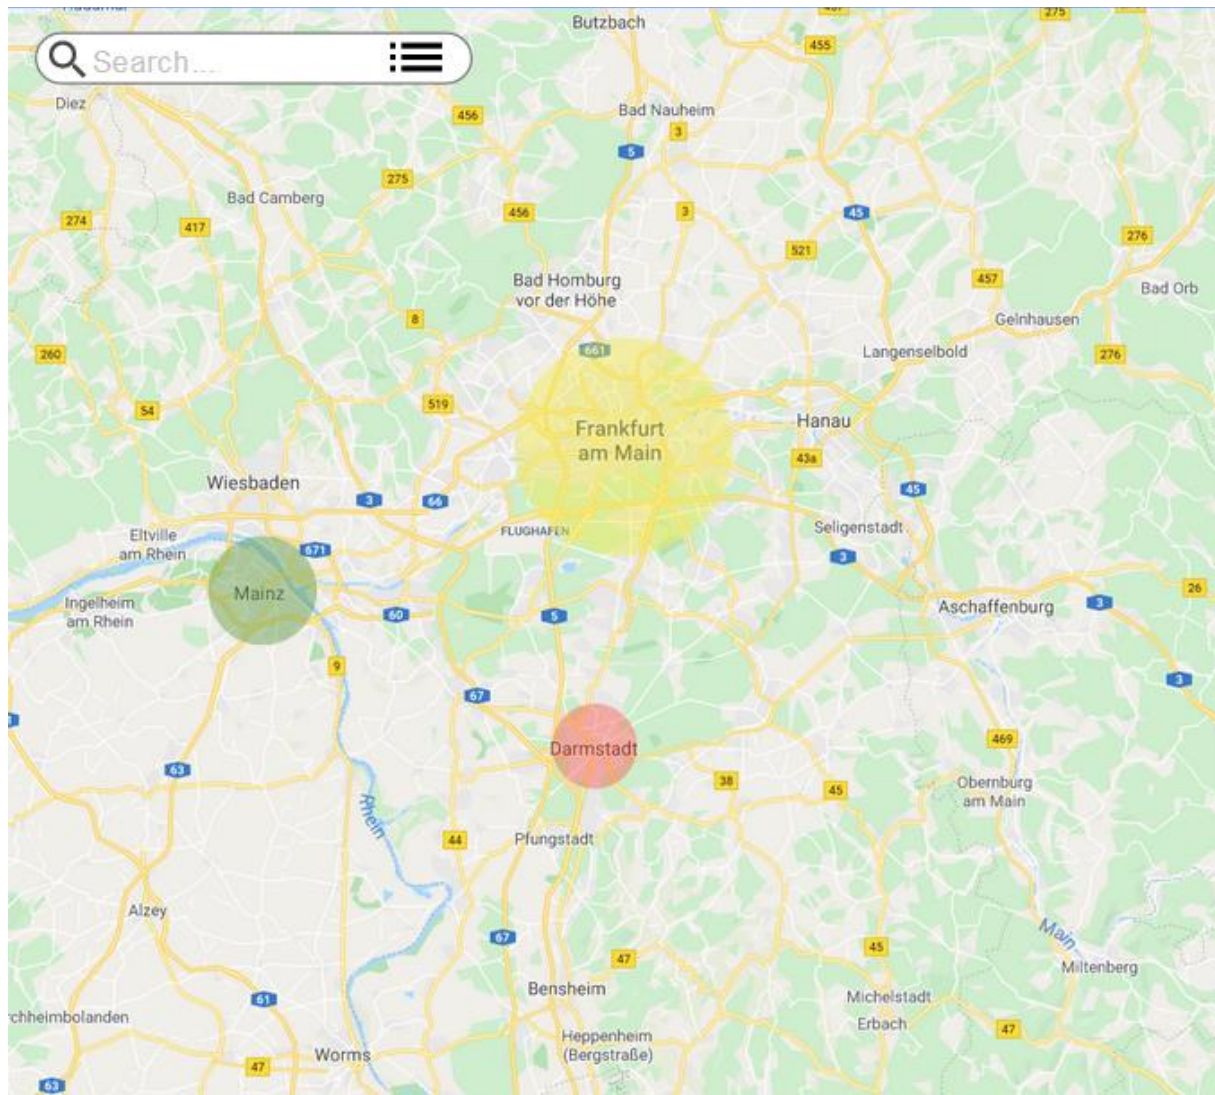 Butzbach
275
455
Search...
Diez
456
Bad Nauheim
3
5
275
Bad Camberg
274
417
456
3
45
521
276
457
Bad Orb
Bad Homburg
vor der Höhe
8
Gelnhausen
260
661
Langenselbold
276
54
519
Frankfurt
am Main
Hanau
43a
Wiesbaden
3
66
45
Eltville
am Rhein
671
FLUGHAFEN
Seligenstadt
3
Mainz
26
Ingelheim
am Rhein
60
5
Aschaffenburg
3
9
67
3
Darmstadt
469
63
38
45
Obernburg
am Main
Rhein
44
Pfungstadt
Alzey
67
47
45
Main
Miltenberg
Bensheim
61
Michelstadt
rchheimbolanden
Erbach
47
Heppenheim
(Bergstraße)
Worms
47
63